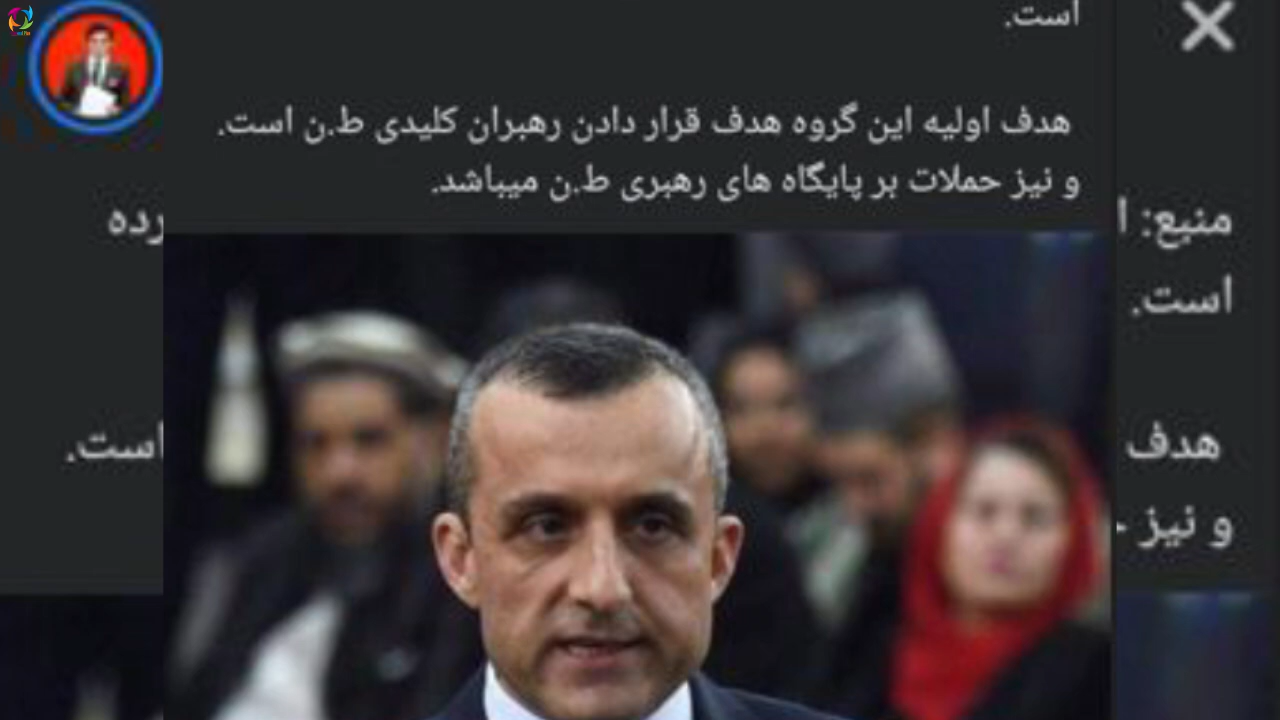 است.
هدف اولیه این گروه هدف قرار دادن رهبران کلیدی ط.ن است.
و نیز حملات بر پایگاه های رهبری ط.ن میباشد.
منبع:
است.
هدف
است.
و نیز